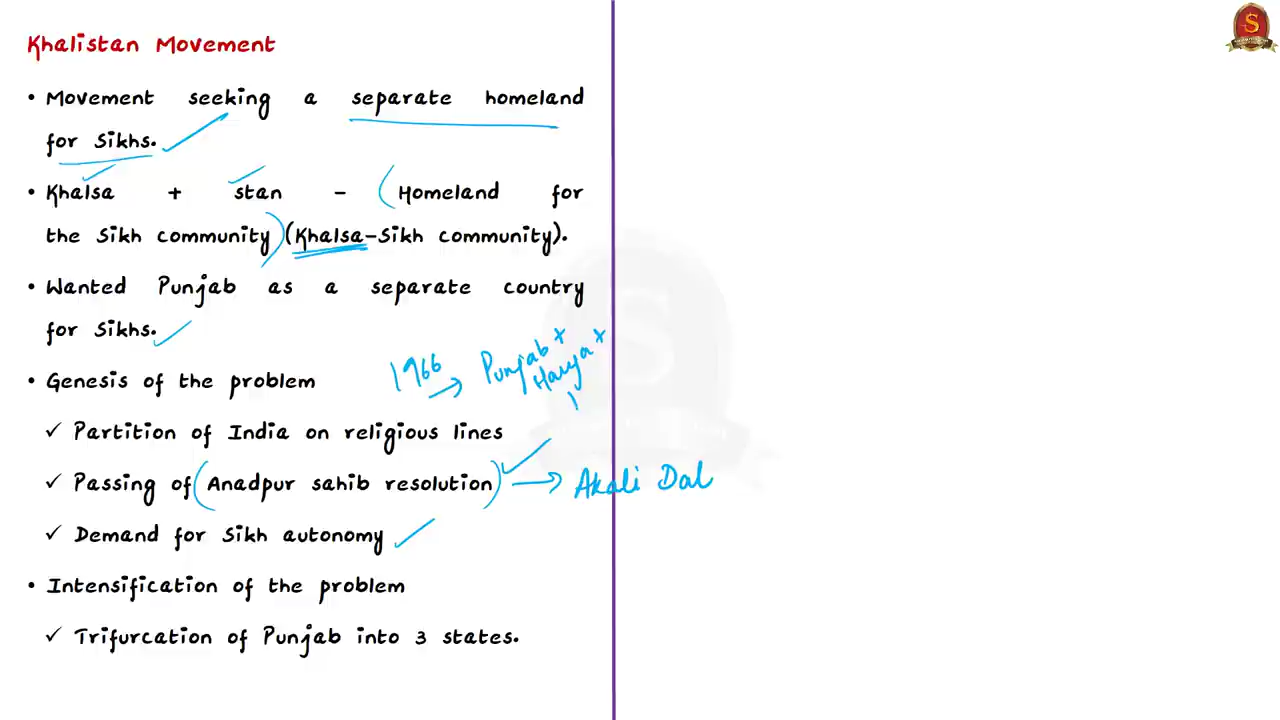 Khalistan Movement
• Movement seeking a separate homeland
for Sikhs.
• Khalsa + stan - (Homeland for
the Sikh community) (Khalsa-Sikh community).
• Wanted Punjab as a separate country
for Sikhs.
• Genesis of the problem
1966 → Punjab
Harya
✓ Partition of India on religious lines
✓ Passing of (Anadpur sahib resolution) → Akali Dal
✓ Demand for Sikh autonomy
• Intensification of the problem
✓ Trifurcation of Punjab into 3 states.